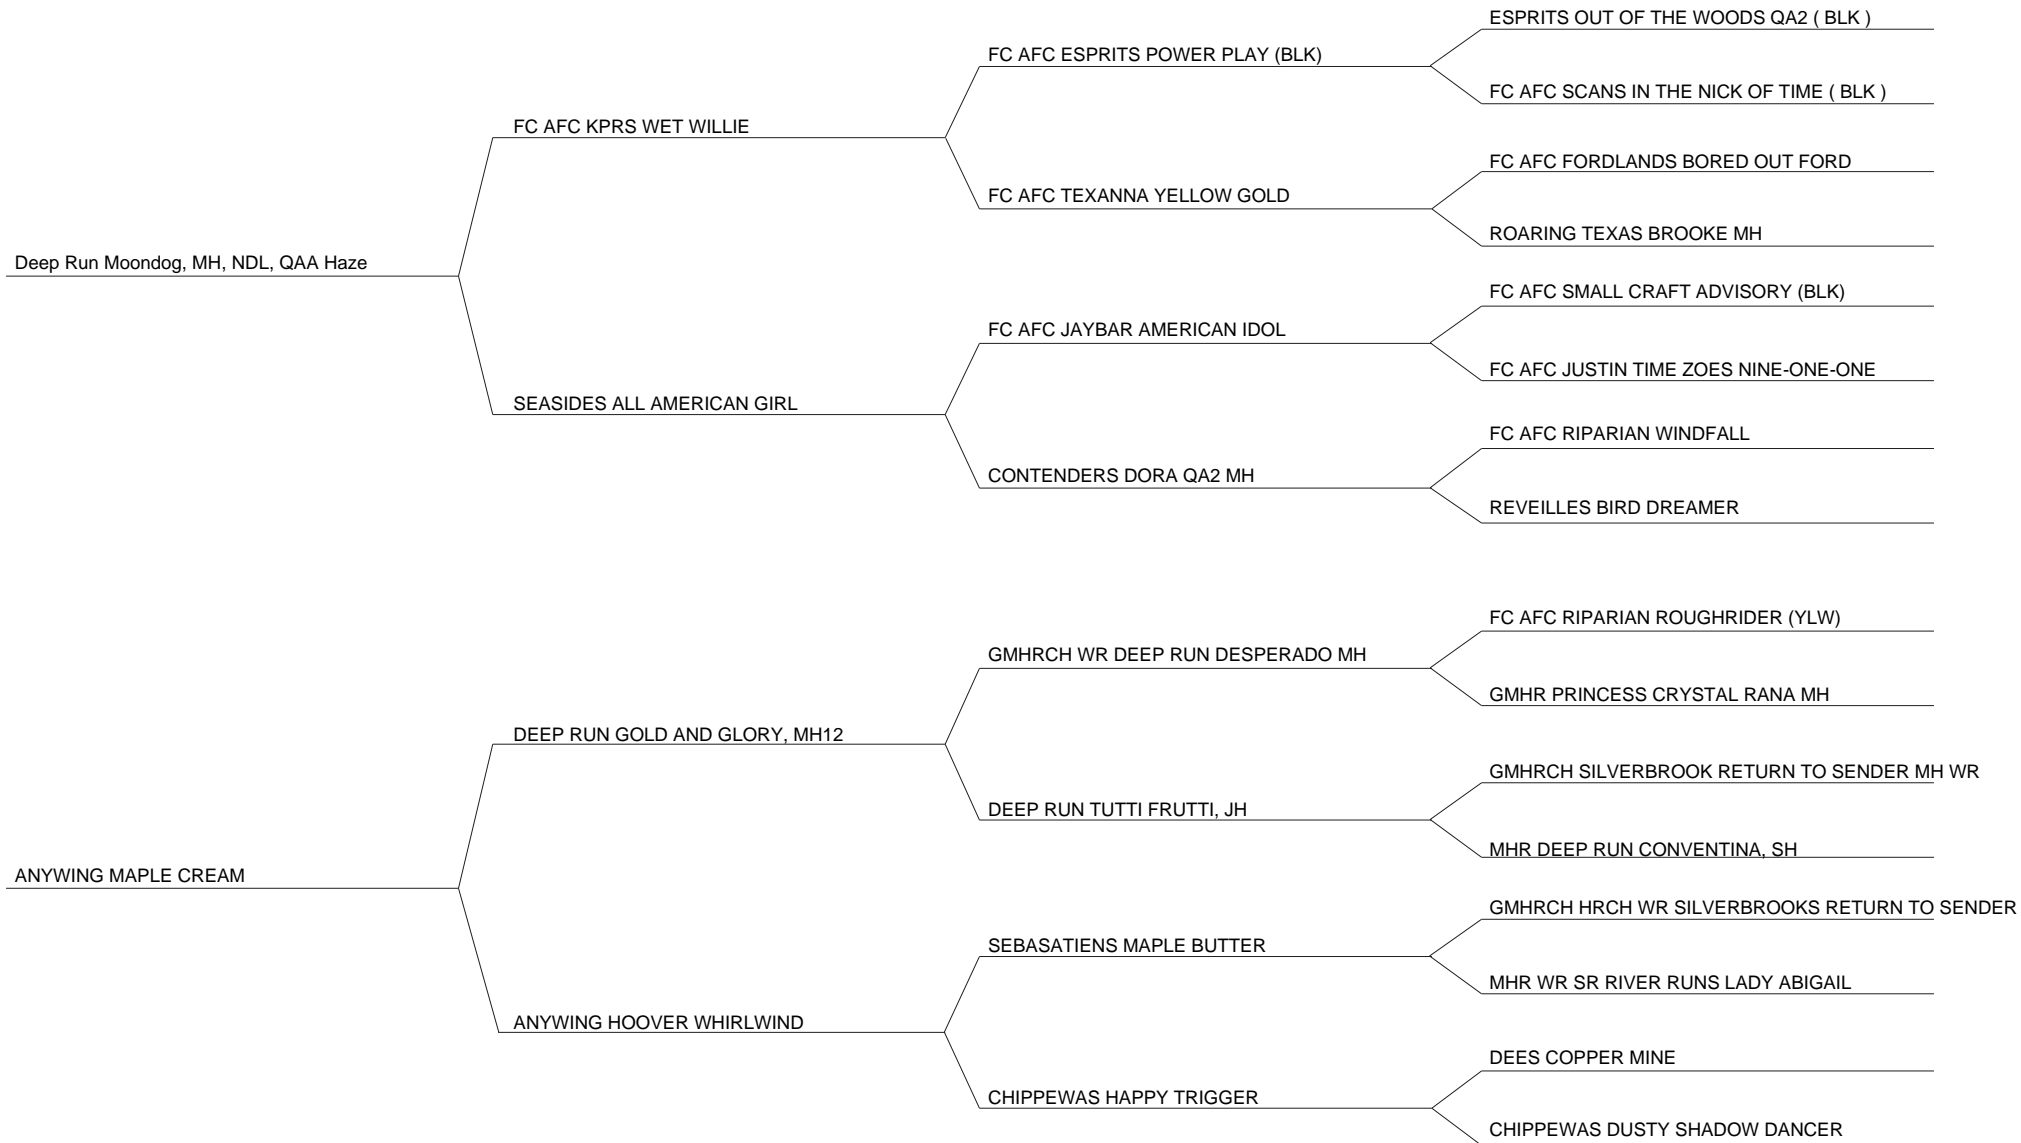 ESPRITS OUT OF THE WOODS QA2 ( BLK )
FC AFC ESPRITS POWER PLAY (BLK)
FC AFC SCANS IN THE NICK OF TIME ( BLK )
FC AFC KPRS WET WILLIE
FC AFC FORDLANDS BORED OUT FORD
FC AFC TEXANNA YELLOW GOLD
ROARING TEXAS BROOKE MH
Deep Run Moondog, MH, NDL, QAA Haze
FC AFC SMALL CRAFT ADVISORY (BLK)
FC AFC JAYBAR AMERICAN IDOL
FC AFC JUSTIN TIME ZOES NINE-ONE-ONE
SEASIDES ALL AMERICAN GIRL
FC AFC RIPARIAN WINDFALL
CONTENDERS DORA QA2 MH
REVEILLES BIRD DREAMER
FC AFC RIPARIAN ROUGHRIDER (YLW)
GMHRCH WR DEEP RUN DESPERADO MH
GMHR PRINCESS CRYSTAL RANA MH
DEEP RUN GOLD AND GLORY, MH12
GMHRCH SILVERBROOK RETURN TO SENDER MH WR
DEEP RUN TUTTI FRUTTI, JH
MHR DEEP RUN CONVENTINA, SH
ANYWING MAPLE CREAM
GMHRCH HRCH WR SILVERBROOKS RETURN TO SENDER
SEBASATIENS MAPLE BUTTER
MHR WR SR RIVER RUNS LADY ABIGAIL
ANYWING HOOVER WHIRLWIND
DEES COPPER MINE
CHIPPEWAS HAPPY TRIGGER
CHIPPEWAS DUSTY SHADOW DANCER